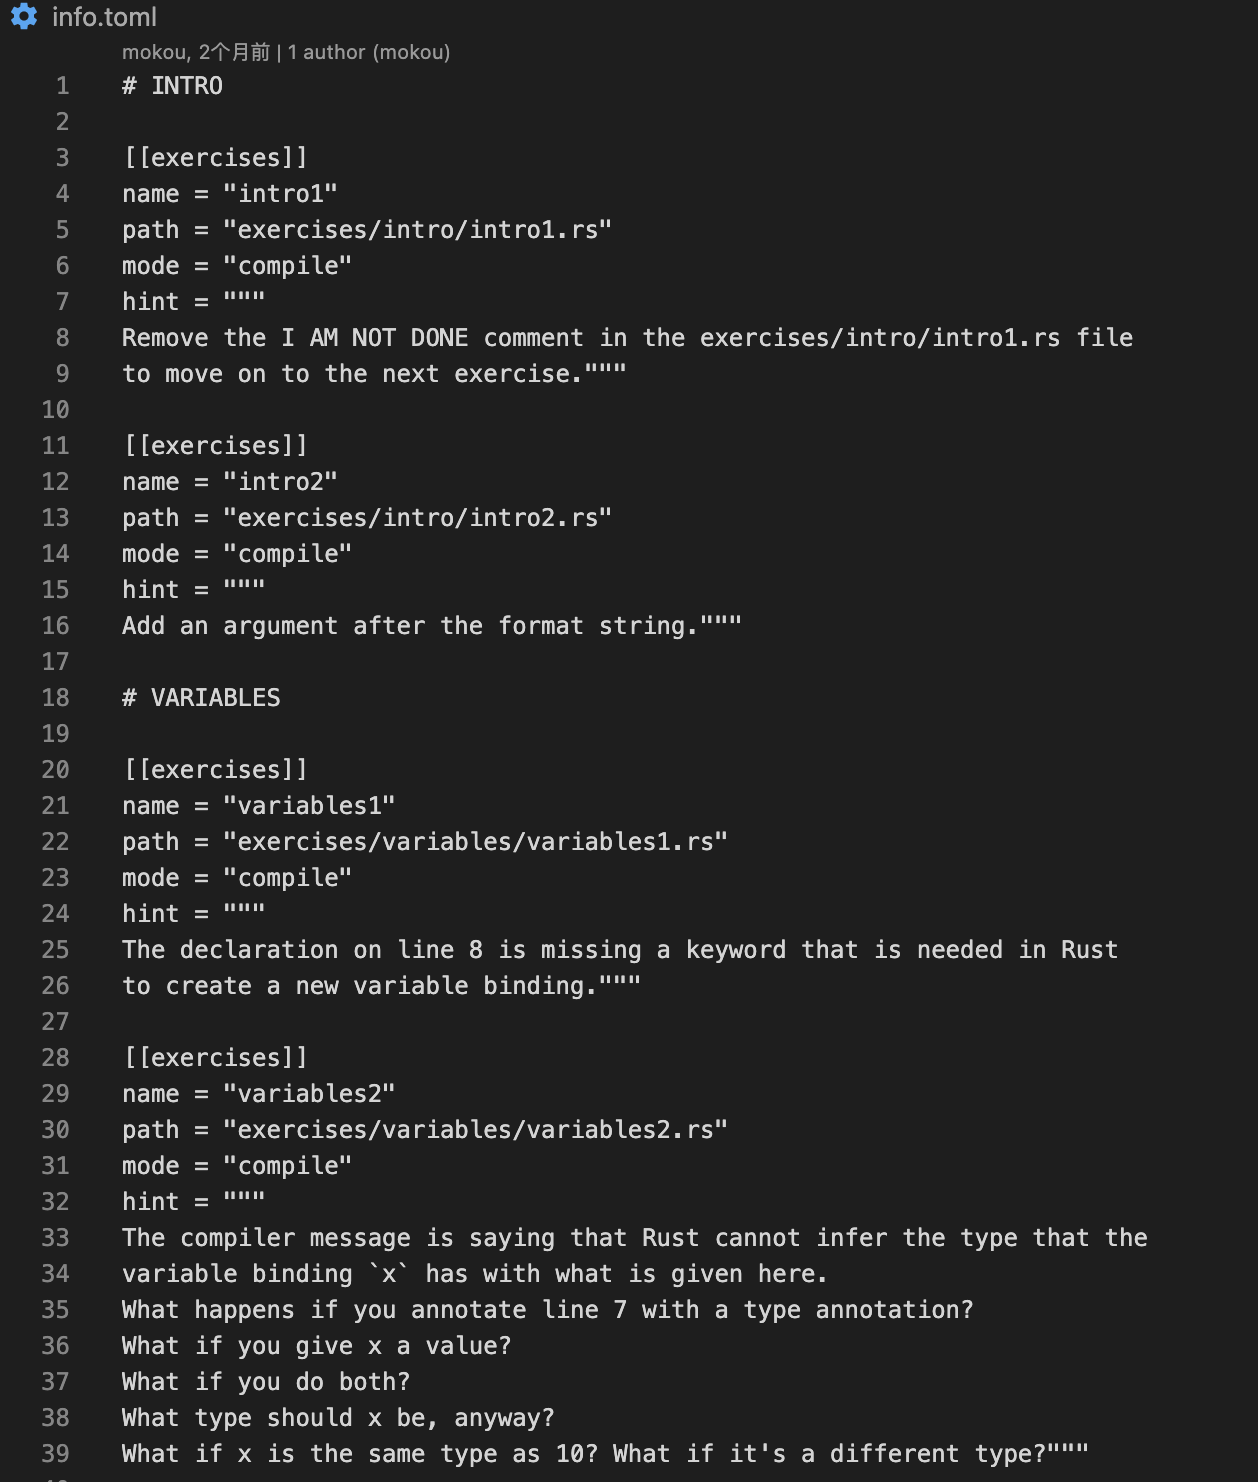 info.toml
mokou, 2个月前 | 1 author (mokou)
1 # INTRO
2
3 [[exercises]]
4 name = "intro1"
5 path = "exercises/intro/intro1.rs"
6 mode = "compile"
7 hint = """
8 Remove the I AM NOT DONE comment in the exercises/intro/intro1.rs file
9 to move on to the next exercise."""
10
11 [[exercises]]
12 name = "intro2"
13 path = "exercises/intro/intro2.rs"
14 mode = "compile"
15 hint = """
16 Add an argument after the format string."""
17
18 # VARIABLES
19
20 [[exercises]]
21 name = "variables1"
22 path = "exercises/variables/variables1.rs"
23 mode = "compile"
24 hint = """
25 The declaration on line 8 is missing a keyword that is needed in Rust
26 to create a new variable binding."""
27
28 [[exercises]]
29 name = "variables2"
30 path = "exercises/variables/variables2.rs"
31 mode = "compile"
32 hint = """
33 The compiler message is saying that Rust cannot infer the type that the
34 variable binding `x` has with what is given here.
35 What happens if you annotate line 7 with a type annotation?
36 What if you give x a value?
37 What if you do both?
38 What type should x be, anyway?
39 What if x is the same type as 10? What if it's a different type?"""